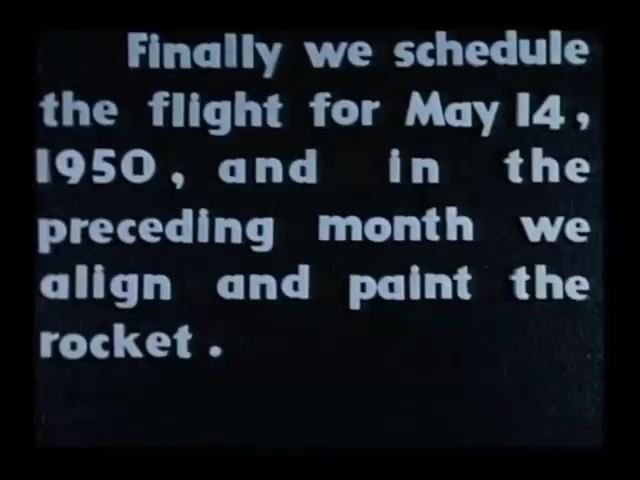 Finally we schedule
the flight for May 14,
1950, and in the
preceding month we
align and paint the
rocket.